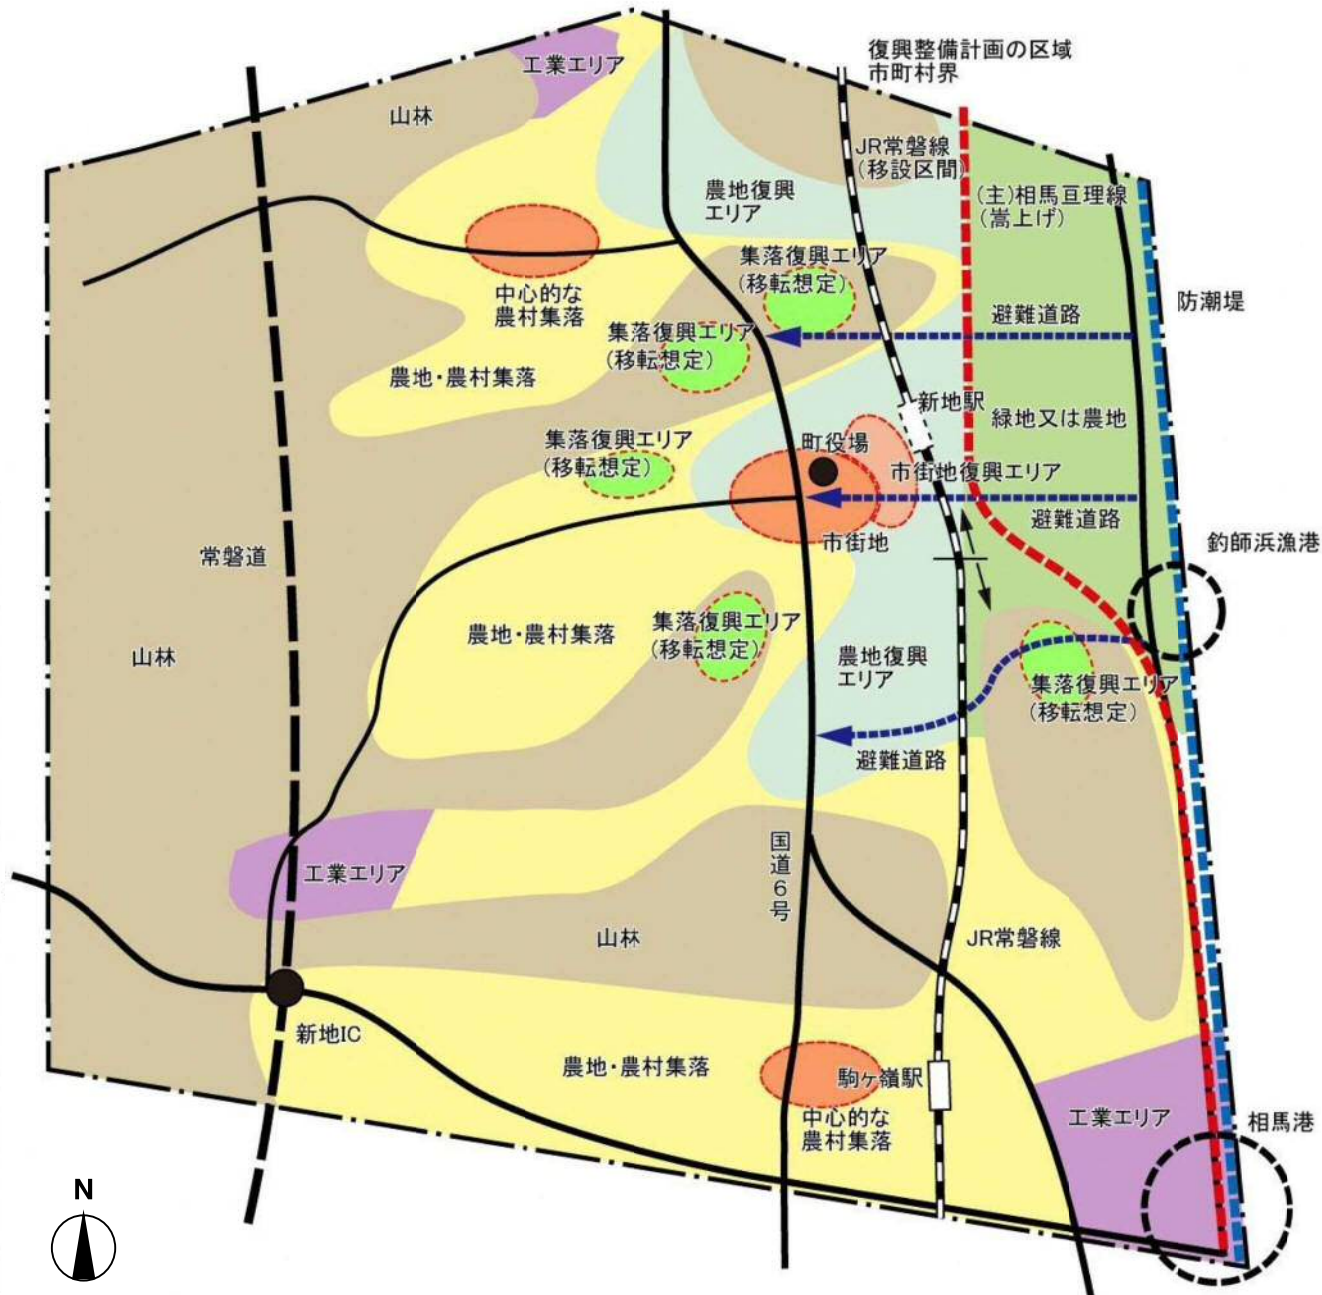 復興整備計画の区域
市町村界
工業エリア
山林
JR常磐線
(移設区間)
(主)相馬亘理線
(嵩上げ)
農地復興
エリア
集落復興エリア
(移転想定)
中心的な
農村集落
防潮堤
避難道路
集落復興エリア
(移転想定)
農地・農村集落
新地駅
緑地又は農地
集落復興エリア
(移転想定)
町役場
市街地復興エリア
避難道路
市街地
釣師浜漁港
常磐道
集落復興エリア
(移転想定)
農地・農村集落
山林
農地復興
エリア
集落復興エリア
(移転想定)
避難道路
国道6号
工業エリア
山林
JR常磐線
新地IC
農地・農村集落
駒ヶ嶺駅
中心的な
農村集落
工業エリア
相馬港
N